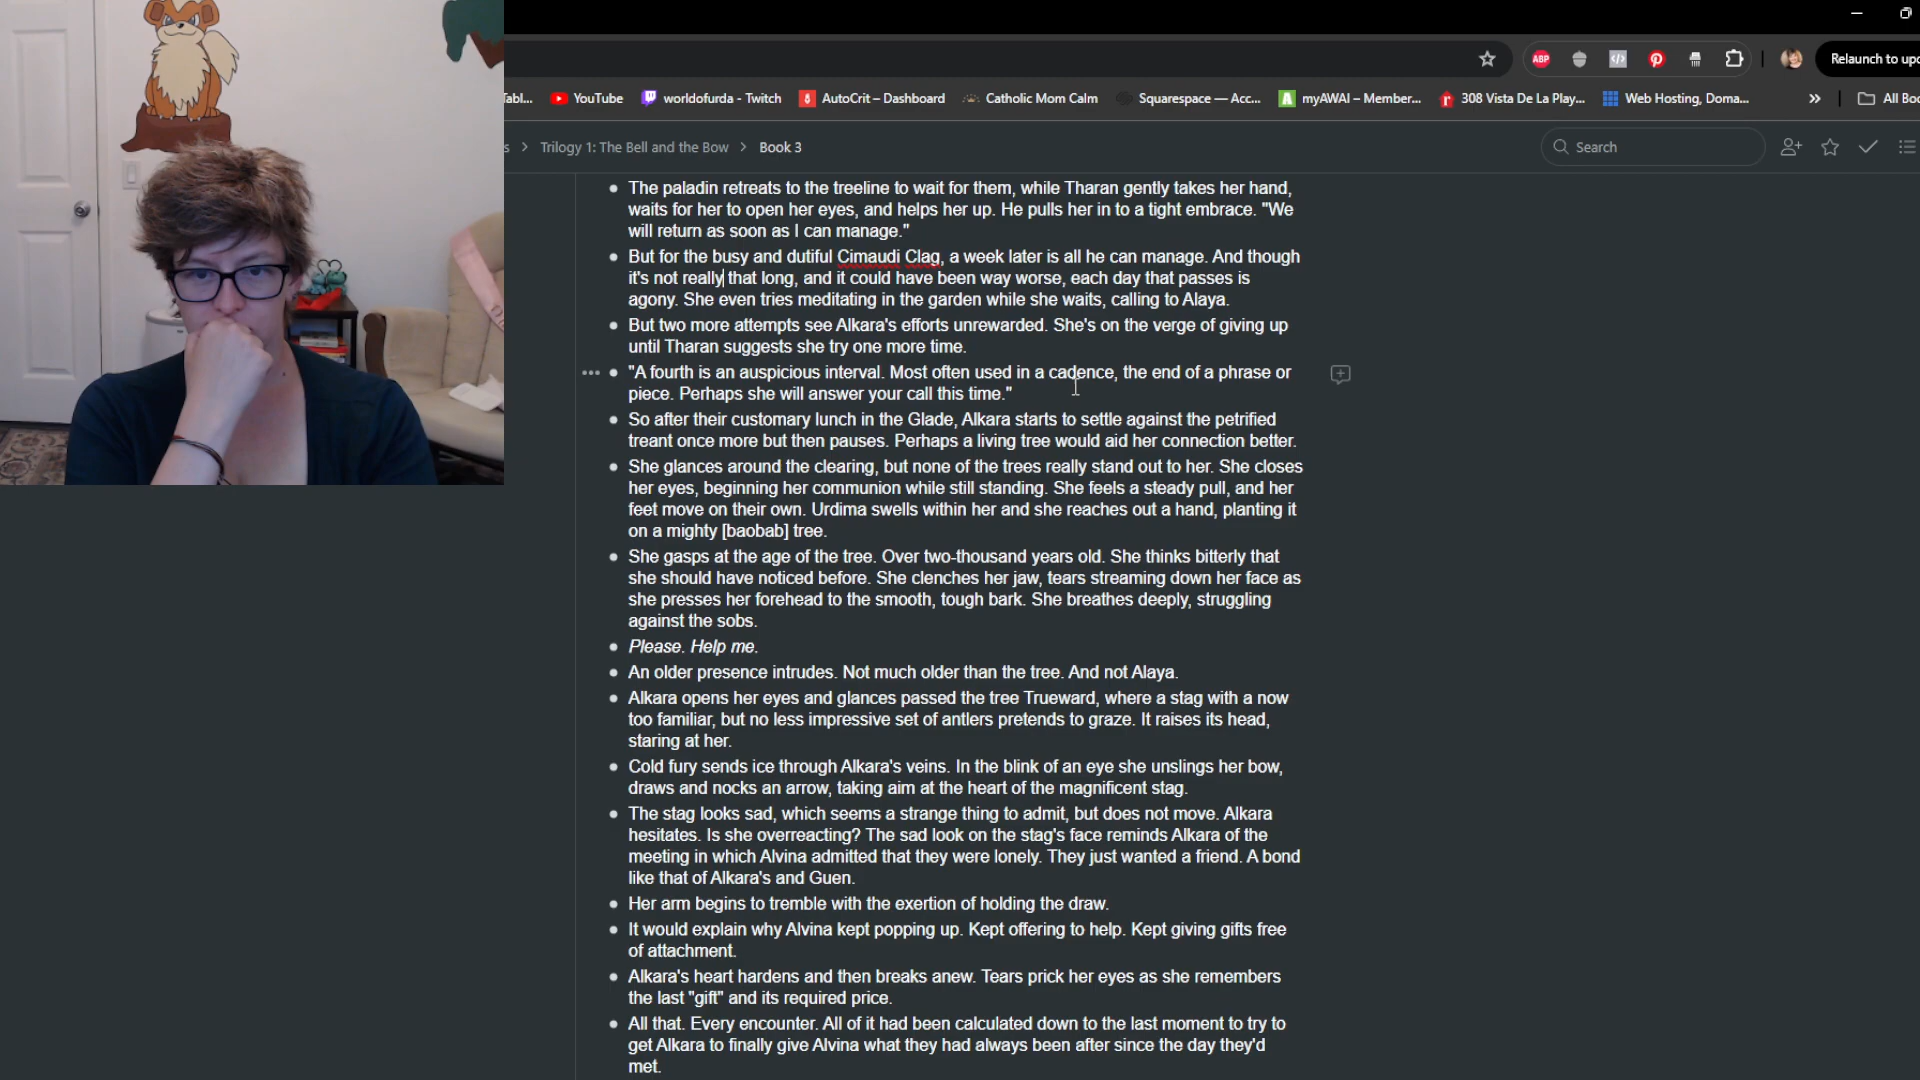 ABP
Relaunch to upd
Tabl...
YouTube
worldofurda - Twitch
AutoCrit – Dashboard
Catholic Mom Calm
Squarespace — Acc...
myAWAI – Member...
308 Vista De La Play...
Web Hosting, Doma...
»
All Boo
s > Trilogy 1: The Bell and the Bow > Book 3
Search
The paladin retreats to the treeline to wait for them, while Tharan gently takes her hand,
waits for her to open her eyes, and helps her up. He pulls her in to a tight embrace. "We
will return as soon as I can manage."
But for the busy and dutiful Cimaudi Clag, a week later is all he can manage. And though
it's not really that long, and it could have been way worse, each day that passes is
agony. She even tries meditating in the garden while she waits, calling to Alaya.
But two more attempts see Alkara's efforts unrewarded. She's on the verge of giving up
until Tharan suggests she try one more time.
"A fourth is an auspicious interval. Most often used in a cadence, the end of a phrase or
piece. Perhaps she will answer your call this time."
So after their customary lunch in the Glade, Alkara starts to settle against the petrified
treant once more but then pauses. Perhaps a living tree would aid her connection better.
She glances around the clearing, but none of the trees really stand out to her. She closes
her eyes, beginning her communion while still standing. She feels a steady pull, and her
feet move on their own. Urdima swells within her and she reaches out a hand, planting it
on a mighty [baobab] tree.
She gasps at the age of the tree. Over two-thousand years old. She thinks bitterly that
she should have noticed before. She clenches her jaw, tears streaming down her face as
she presses her forehead to the smooth, tough bark. She breathes deeply, struggling
against the sobs.
Please. Help me.
An older presence intrudes. Not much older than the tree. And not Alaya.
Alkara opens her eyes and glances passed the tree Trueward, where a stag with a now
too familiar, but no less impressive set of antlers pretends to graze. It raises its head,
staring at her.
Cold fury sends ice through Alkara's veins. In the blink of an eye she unslings her bow,
draws and nocks an arrow, taking aim at the heart of the magnificent stag.
The stag looks sad, which seems a strange thing to admit, but does not move. Alkara
hesitates. Is she overreacting? The sad look on the stag's face reminds Alkara of the
meeting in which Alvina admitted that they were lonely. They just wanted a friend. A bond
like that of Alkara's and Guen.
Her arm begins to tremble with the exertion of holding the draw.
It would explain why Alvina kept popping up. Kept offering to help. Kept giving gifts free
of attachment.
Alkara's heart hardens and then breaks anew. Tears prick her eyes as she remembers
the last "gift" and its required price.
All that. Every encounter. All of it had been calculated down to the last moment to try to
get Alkara to finally give Alvina what they had always been after since the day they'd
met.